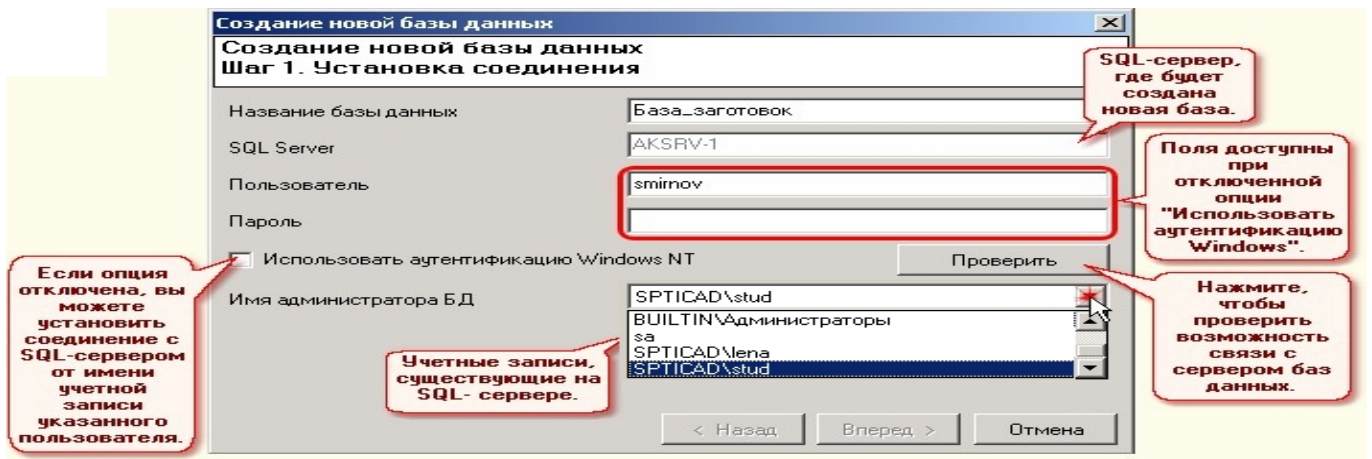 Создание новой базы данных
Создание новой базы данных
Шаг 1. Установка соединения
SQL-сервер,
где будет
создана
новая база.
Название базы данных
База_заготовок
SQL Server
AKSRV-1
Пользователь
smirnov
Пароль
Поля доступны
при
отключенной
опции
"Использовать
аутентификацию
Windows".
Использовать аутентификацию Windows NT
Проверить
Если опция
отключена, вы
можете
установить
соединение с
SQL-сервером
от имени
учетной
записи
указанного
пользователя.
Имя администратора БД
SPTICAD\stud
BUILTIN\Администраторы
sa
SPTICAD\lena
SPTICAD\stud
Нажмите,
чтобы
проверить
возможность
связи с
сервером баз
данных.
Учетные записи,
существующие на
SQL- сервере.
< Назад
Вперед >
Отмена